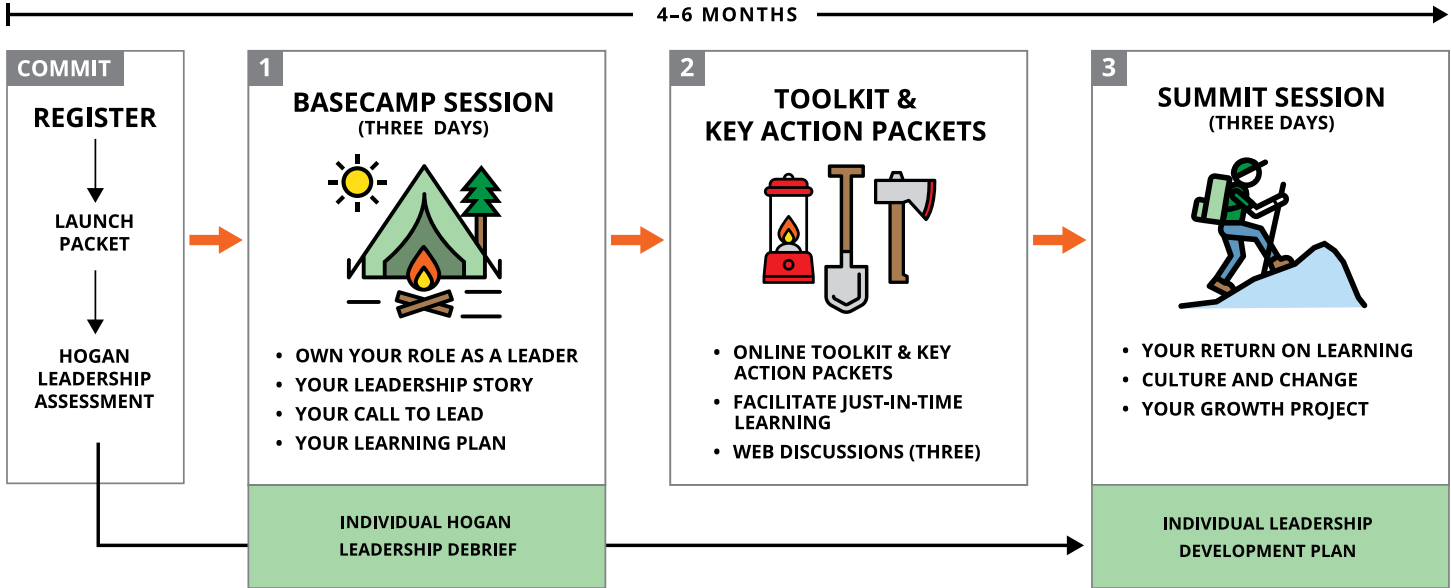 4–6 MONTHS
COMMIT
REGISTER
LAUNCH
PACKET
HOGAN
LEADERSHIP
ASSESSMENT
1
BASECAMP SESSION
(THREE DAYS)
• OWN YOUR ROLE AS A LEADER
• YOUR LEADERSHIP STORY
• YOUR CALL TO LEAD
• YOUR LEARNING PLAN
INDIVIDUAL HOGAN
LEADERSHIP DEBRIEF
2
TOOLKIT &
KEY ACTION PACKETS
• ONLINE TOOLKIT & KEY
ACTION PACKETS
• FACILITATE JUST-IN-TIME
LEARNING
• WEB DISCUSSIONS (THREE)
3
SUMMIT SESSION
(THREE DAYS)
• YOUR RETURN ON LEARNING
• CULTURE AND CHANGE
• YOUR GROWTH PROJECT
INDIVIDUAL LEADERSHIP
DEVELOPMENT PLAN